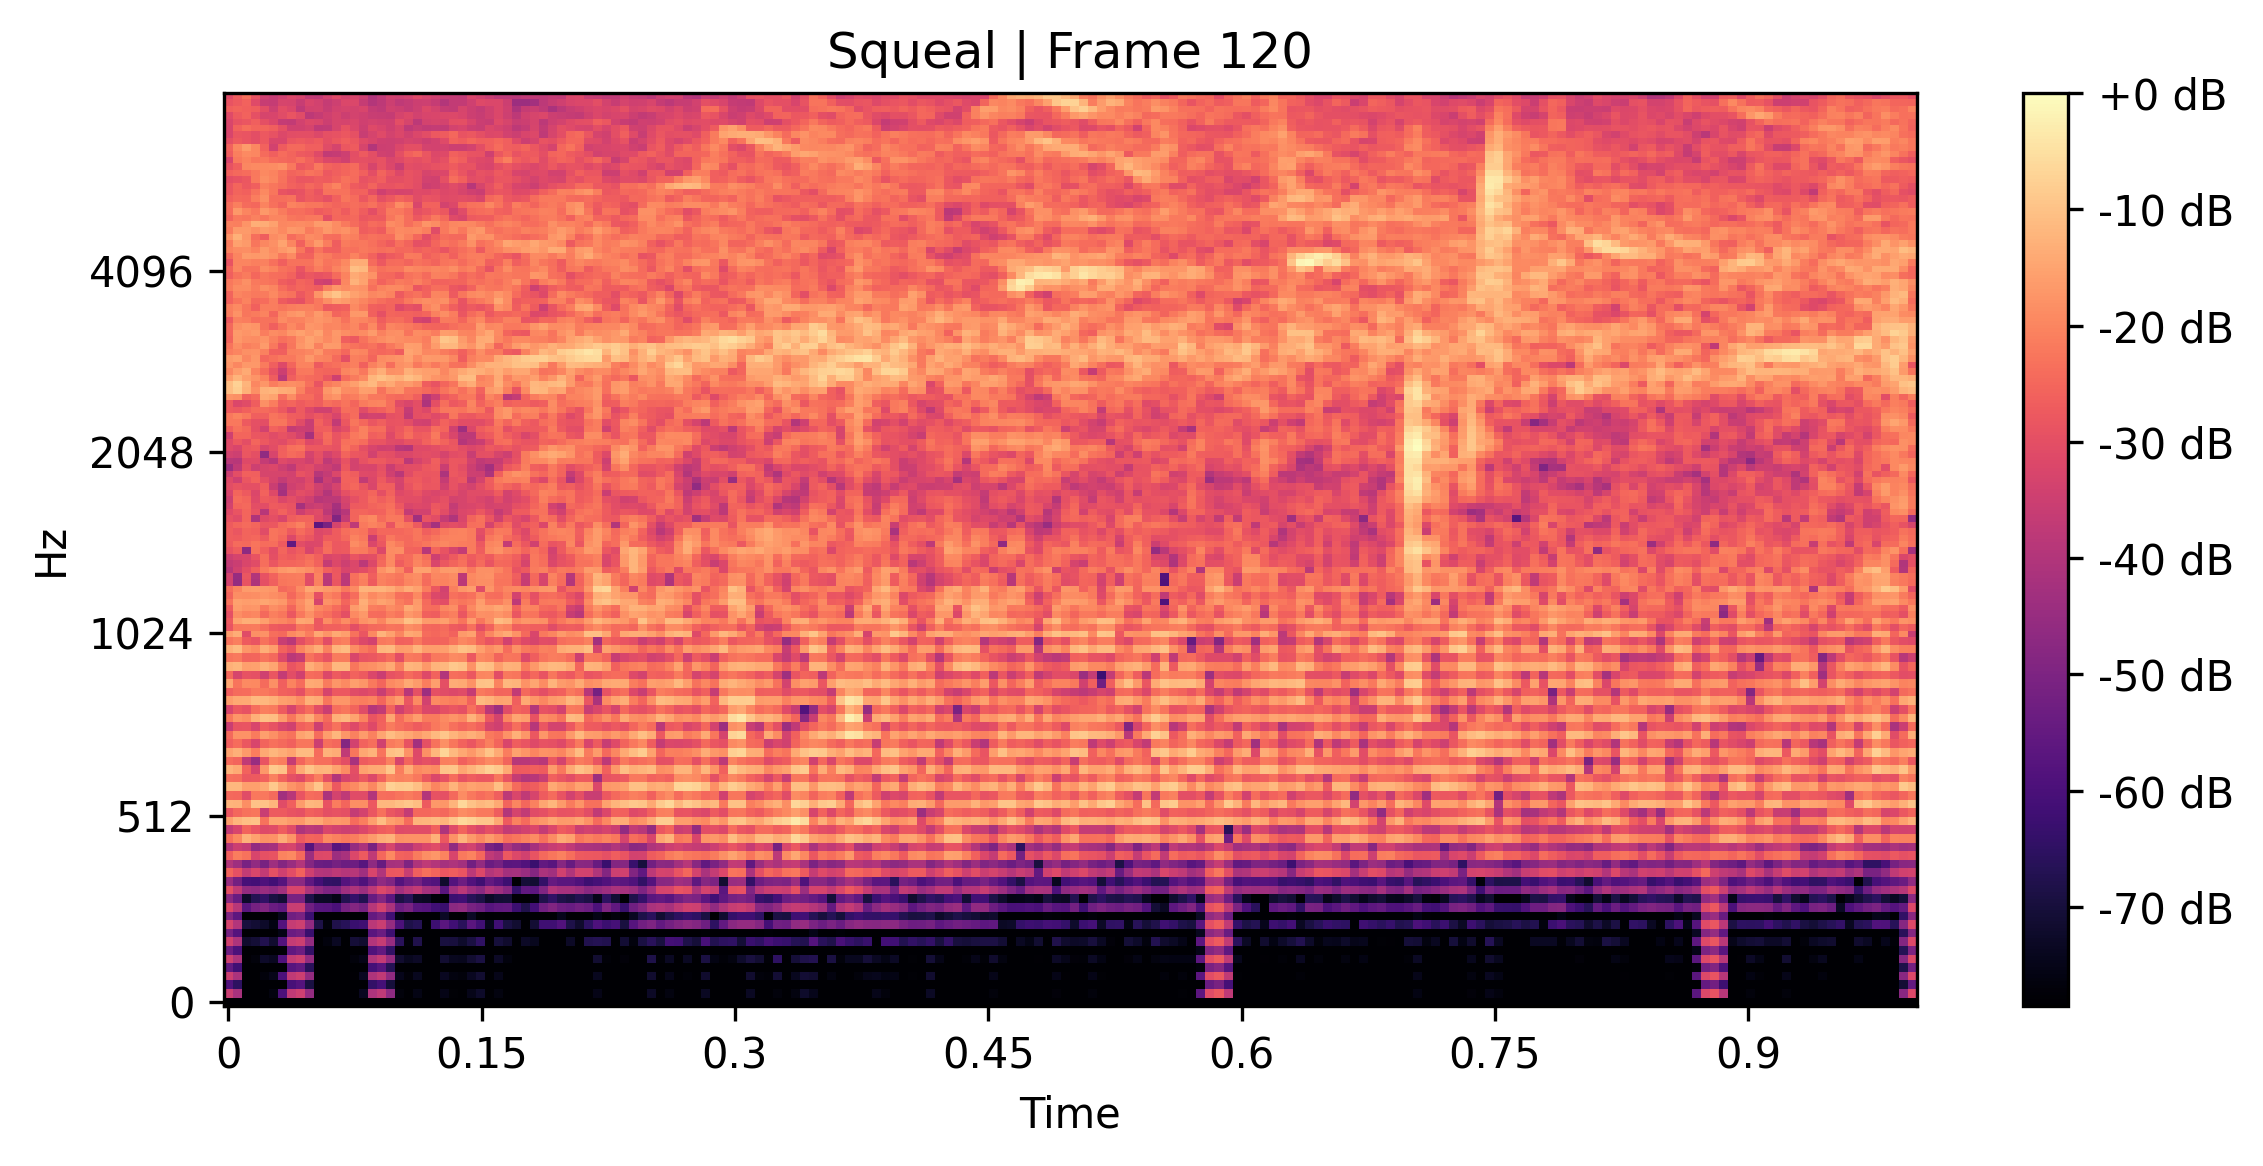 Squeal | Frame 120
+0 dB
-10 dB
-20 dB
-30 dB
-40 dB
-50 dB
-60 dB
-70 dB
Hz
4096
2048
1024
512
0
0 0.15 0.3 0.45 0.6 0.75 0.9
Time